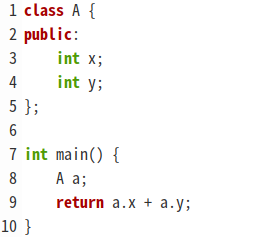 1 class A {
2 public:
3     int x;
4     int y;
5 };
6
7 int main() {
8     A a;
9     return a.x + a.y;
10 }